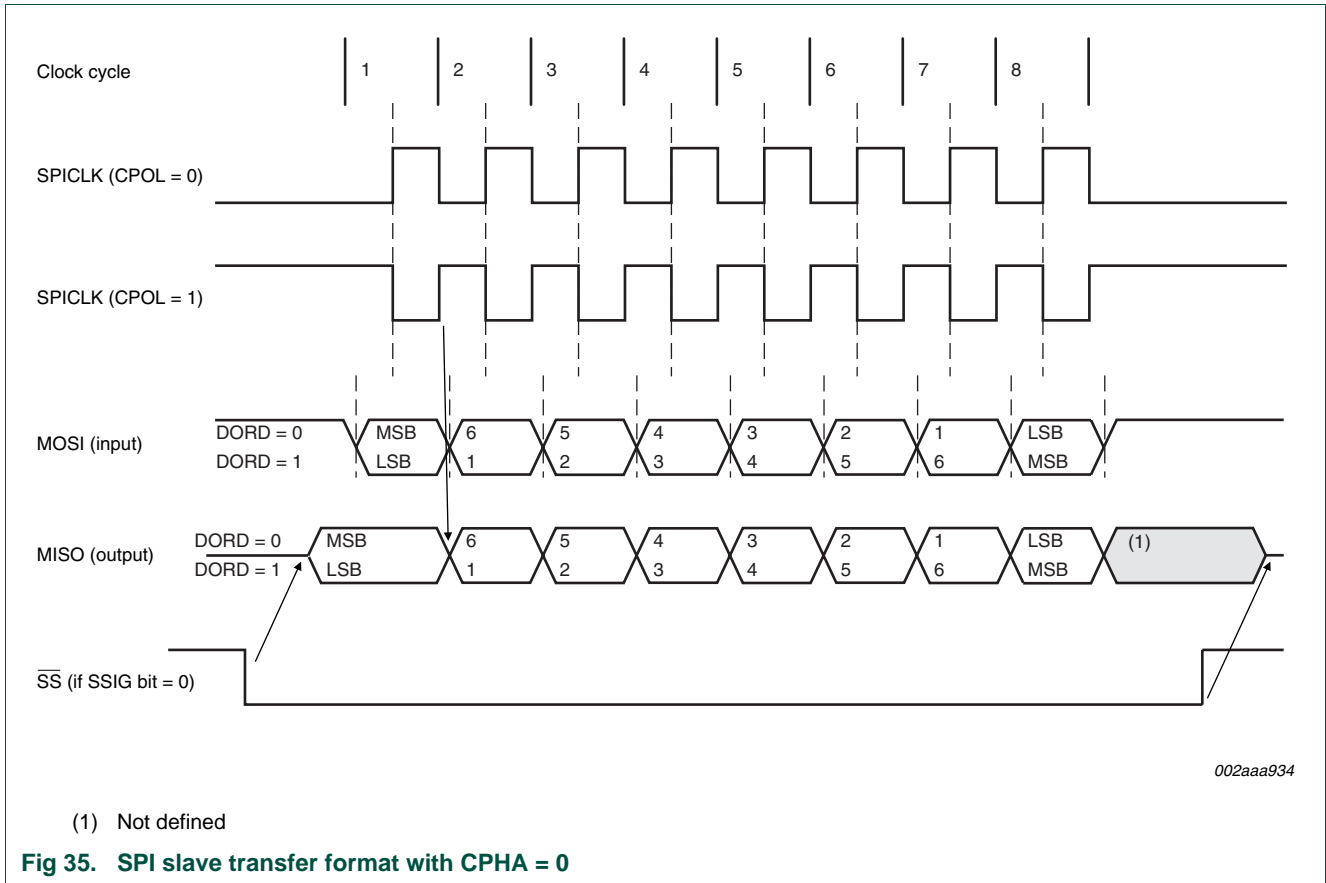 Clock cycle 1 2 3 4 5 6 7 8
SPICLK (CPOL = 0)
SPICLK (CPOL = 1)
MOSI (input)
DORD = 0 MSB 6 5 4 3 2 1 LSB
DORD = 1 LSB 1 2 3 4 5 6 MSB
MISO (output)
DORD = 0 MSB 6 5 4 3 2 1 LSB (1)
DORD = 1 LSB 1 2 3 4 5 6 MSB
SS (if SSIG bit = 0)
002aaa934
(1) Not defined
Fig 35. SPI slave transfer format with CPHA = 0